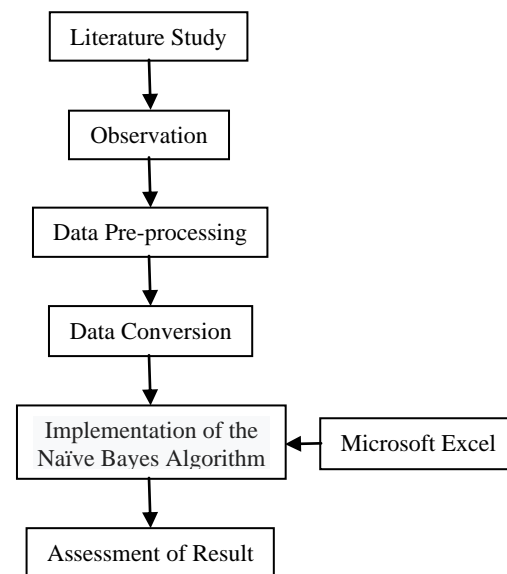 Literature Study
Observation
Data Pre-processing
Data Conversion
Implementation of the
Naïve Bayes Algorithm
Microsoft Excel
Assessment of Result